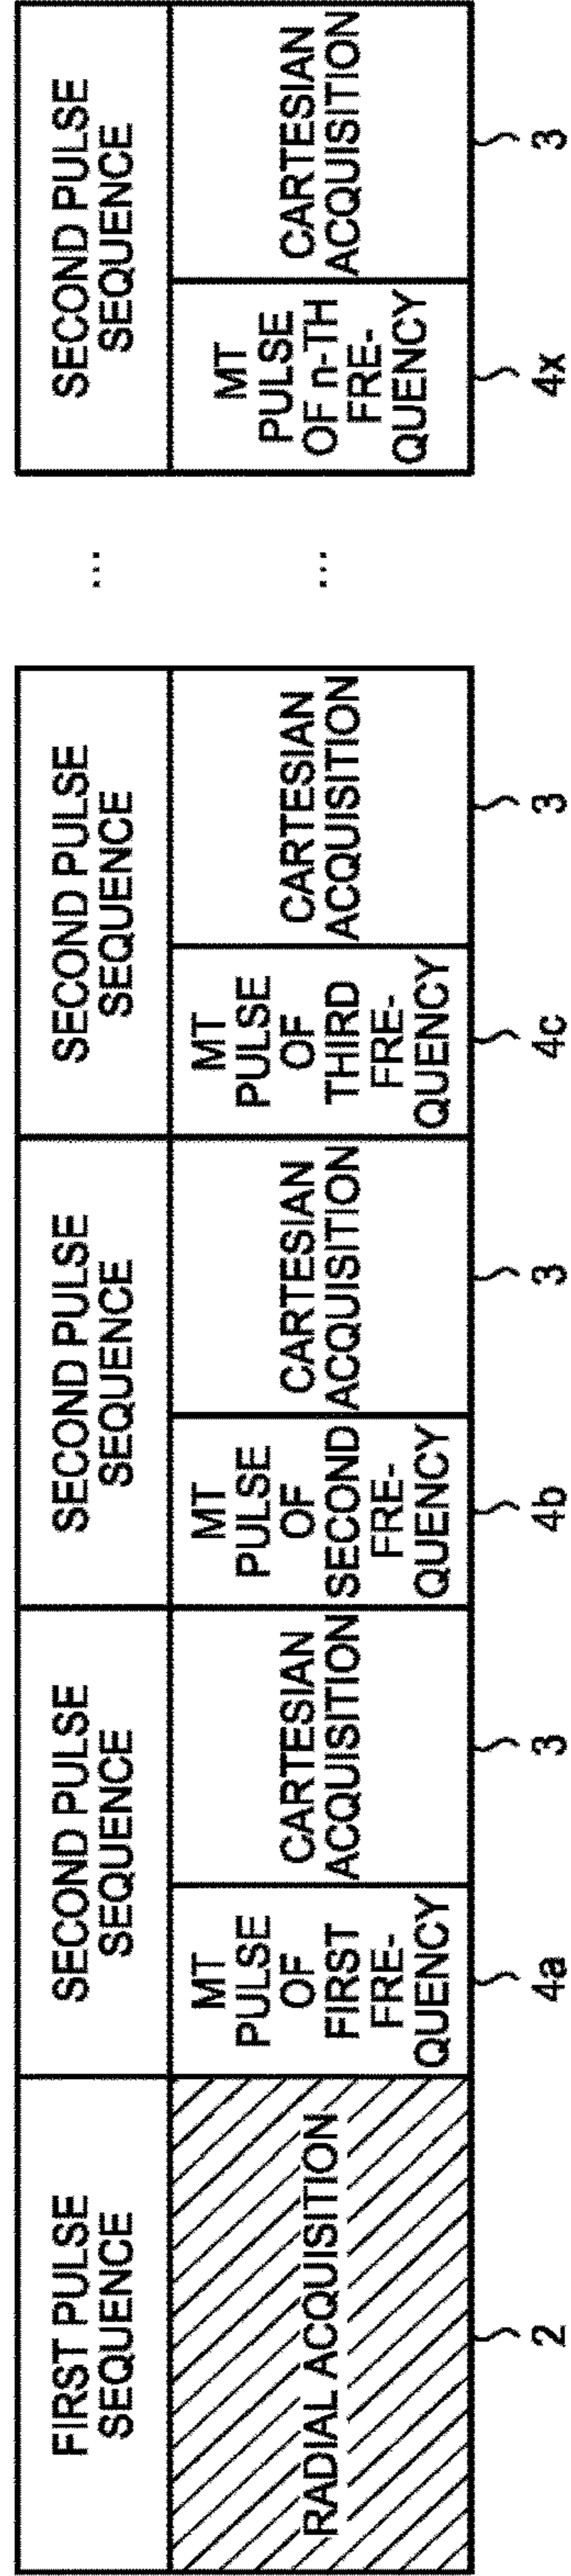 FIRST PULSE
SEQUENCE
SECOND PULSE
SEQUENCE
SECOND PULSE
SEQUENCE
SECOND PULSE
SEQUENCE
...
SECOND PULSE
SEQUENCE
RADIAL ACQUISITION
MT
PULSE
OF
FIRST
FRE-
QUENCY
CARTESIAN
ACQUISITION
MT
PULSE
OF
SECOND
FRE-
QUENCY
CARTESIAN
ACQUISITION
MT
PULSE
OF
THIRD
FRE-
QUENCY
CARTESIAN
ACQUISITION
...
MT
PULSE
OF n-TH
FRE-
QUENCY
CARTESIAN
ACQUISITION
2
4a
3
4b
3
4c
3
4x
3